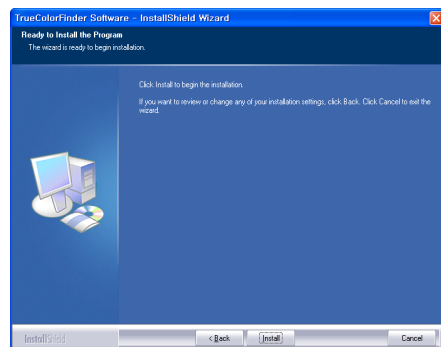 TrueColorFinder Software - InstallShield Wizard
Ready to Install the Program
The wizard is ready to begin installation.
Click Install to begin the installation.
If you want to review or change any of your installation settings, click Back. Click Cancel to exit the
wizard.
InstallShield
< Back
Install
Cancel